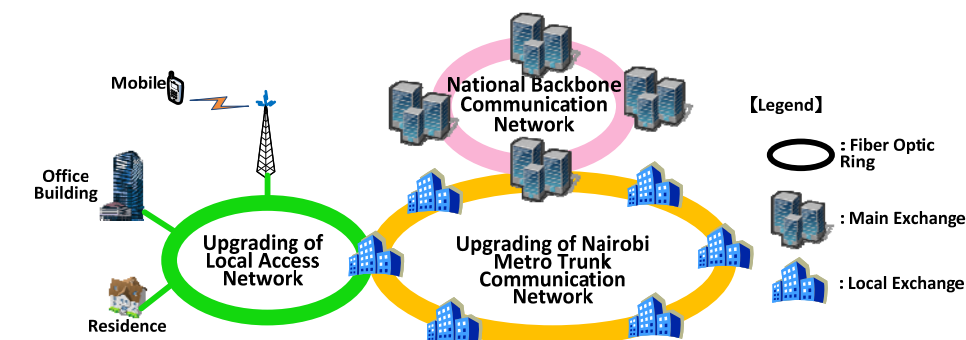 Mobile
National Backbone
Communication
Network
【Legend】
: Fiber Optic
Ring
Office
Building
: Main Exchange
Upgrading of
Local Access
Network
Upgrading of Nairobi
Metro Trunk
Communication
Network
: Local Exchange
Residence